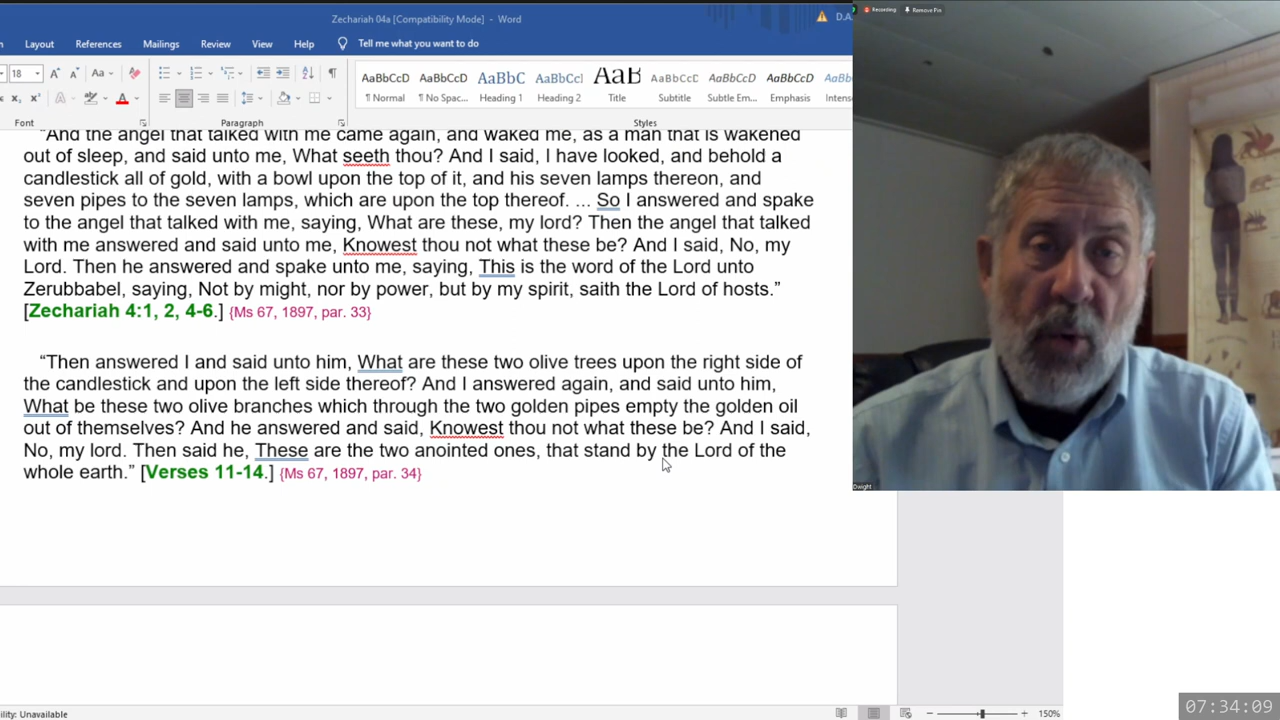 Zechariah 04a [Compatibility Mode] - Word
D.A
Recording Remove Pin
Layout References Mailings Review View Help Tell me what you want to do
18 Aa
AaBbCcD AaBbCcD AaBbC AaBbCcI AaB AaBbCcC AaBbCcD AaBbCcD AaBb
¶ Normal ¶ No Spac... Heading 1 Heading 2 Title Subtitle Subtle Em... Emphasis Intens
Font Paragraph Styles
“And the angel that talked with me came again, and waked me, as a man that is wakened
out of sleep, and said unto me, What seeth thou? And I said, I have looked, and behold a
candlestick all of gold, with a bowl upon the top of it, and his seven lamps thereon, and
seven pipes to the seven lamps, which are upon the top thereof. ... So I answered and spake
to the angel that talked with me, saying, What are these, my lord? Then the angel that talked
with me answered and said unto me, Knowest thou not what these be? And I said, No, my
Lord. Then he answered and spake unto me, saying, This is the word of the Lord unto
Zerubbabel, saying, Not by might, nor by power, but by my spirit, saith the Lord of hosts.”
[Zechariah 4:1, 2, 4-6.] {Ms 67, 1897, par. 33}
“Then answered I and said unto him, What are these two olive trees upon the right side of
the candlestick and upon the left side thereof? And I answered again, and said unto him,
What be these two olive branches which through the two golden pipes empty the golden oil
out of themselves? And he answered and said, Knowest thou not what these be? And I said,
No, my lord. Then said he, These are the two anointed ones, that stand by the Lord of the
whole earth.” [Verses 11-14.] {Ms 67, 1897, par. 34}
Dwight
ility: Unavailable
150%
07:34:09